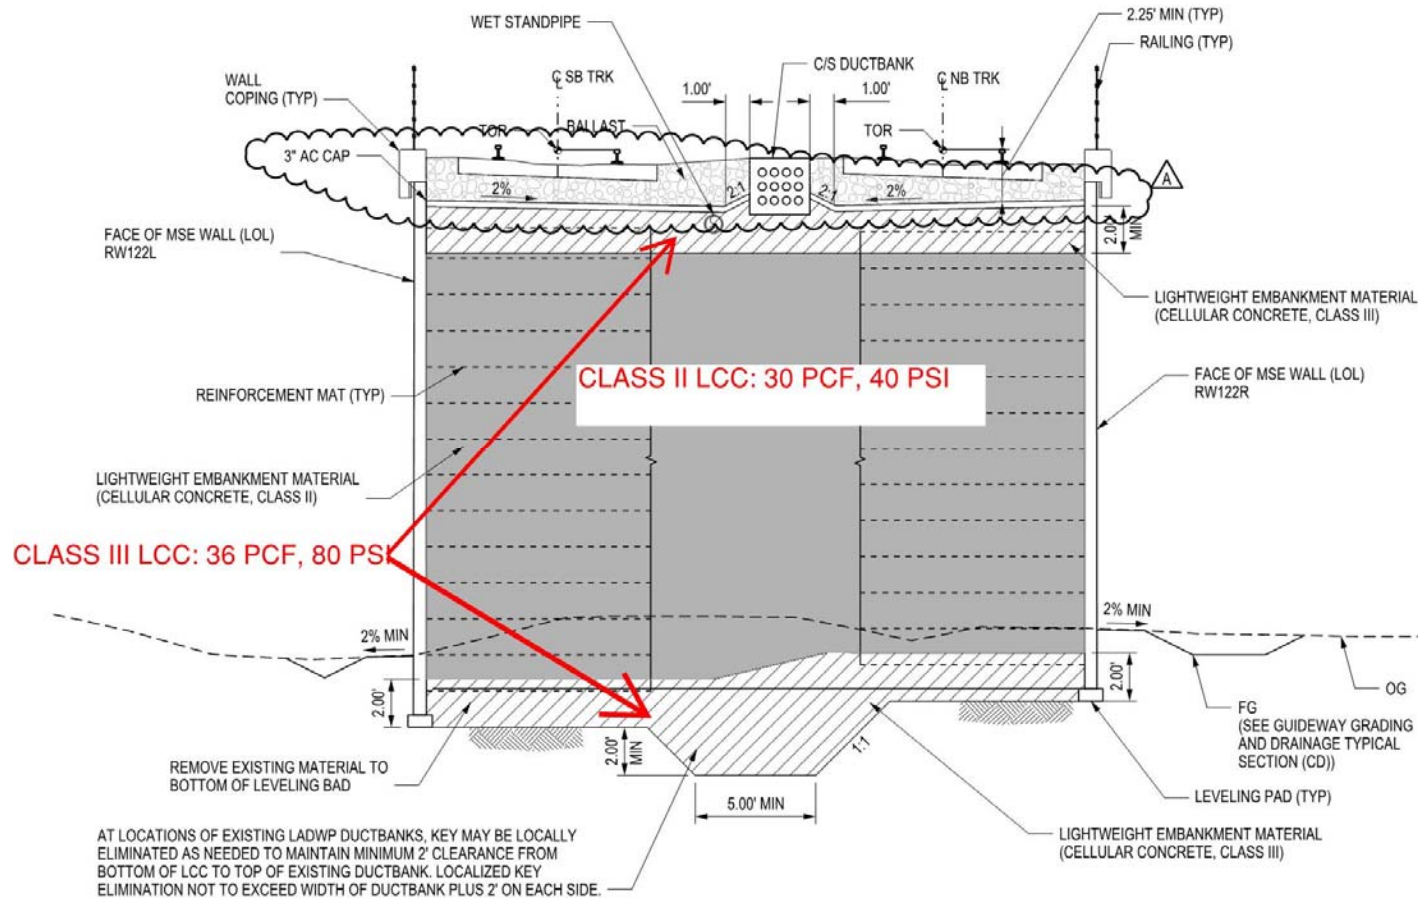 WET STANDPIPE
2.25' MIN (TYP)
RAILING (TYP)
C/S DUCTBANK
WALL
COPING (TYP)
℄ SB TRK
1.00'
1.00'
℄ NB TRK
TOR
BALLAST
TOR
3" AC CAP
2%
2:1
2:1
2%
A
2.0'
MIN
FACE OF MSE WALL (LOL)
RW122L
LIGHTWEIGHT EMBANKMENT MATERIAL
(CELLULAR CONCRETE, CLASS III)
CLASS II LCC: 30 PCF, 40 PSI
FACE OF MSE WALL (LOL)
RW122R
REINFORCEMENT MAT (TYP)
LIGHTWEIGHT EMBANKMENT MATERIAL
(CELLULAR CONCRETE, CLASS II)
CLASS III LCC: 36 PCF, 80 PSI
2% MIN
2% MIN
2.00'
2.00'
OG
FG
(SEE GUIDEWAY GRADING
AND DRAINAGE TYPICAL
SECTION (CD))
2.00'
MIN
1:1
REMOVE EXISTING MATERIAL TO
BOTTOM OF LEVELING BAD
5.00' MIN
LEVELING PAD (TYP)
LIGHTWEIGHT EMBANKMENT MATERIAL
(CELLULAR CONCRETE, CLASS III)
AT LOCATIONS OF EXISTING LADWP DUCTBANKS, KEY MAY BE LOCALLY
ELIMINATED AS NEEDED TO MAINTAIN MINIMUM 2' CLEARANCE FROM
BOTTOM OF LCC TO TOP OF EXISTING DUCTBANK. LOCALIZED KEY
ELIMINATION NOT TO EXCEED WIDTH OF DUCTBANK PLUS 2' ON EACH SIDE.